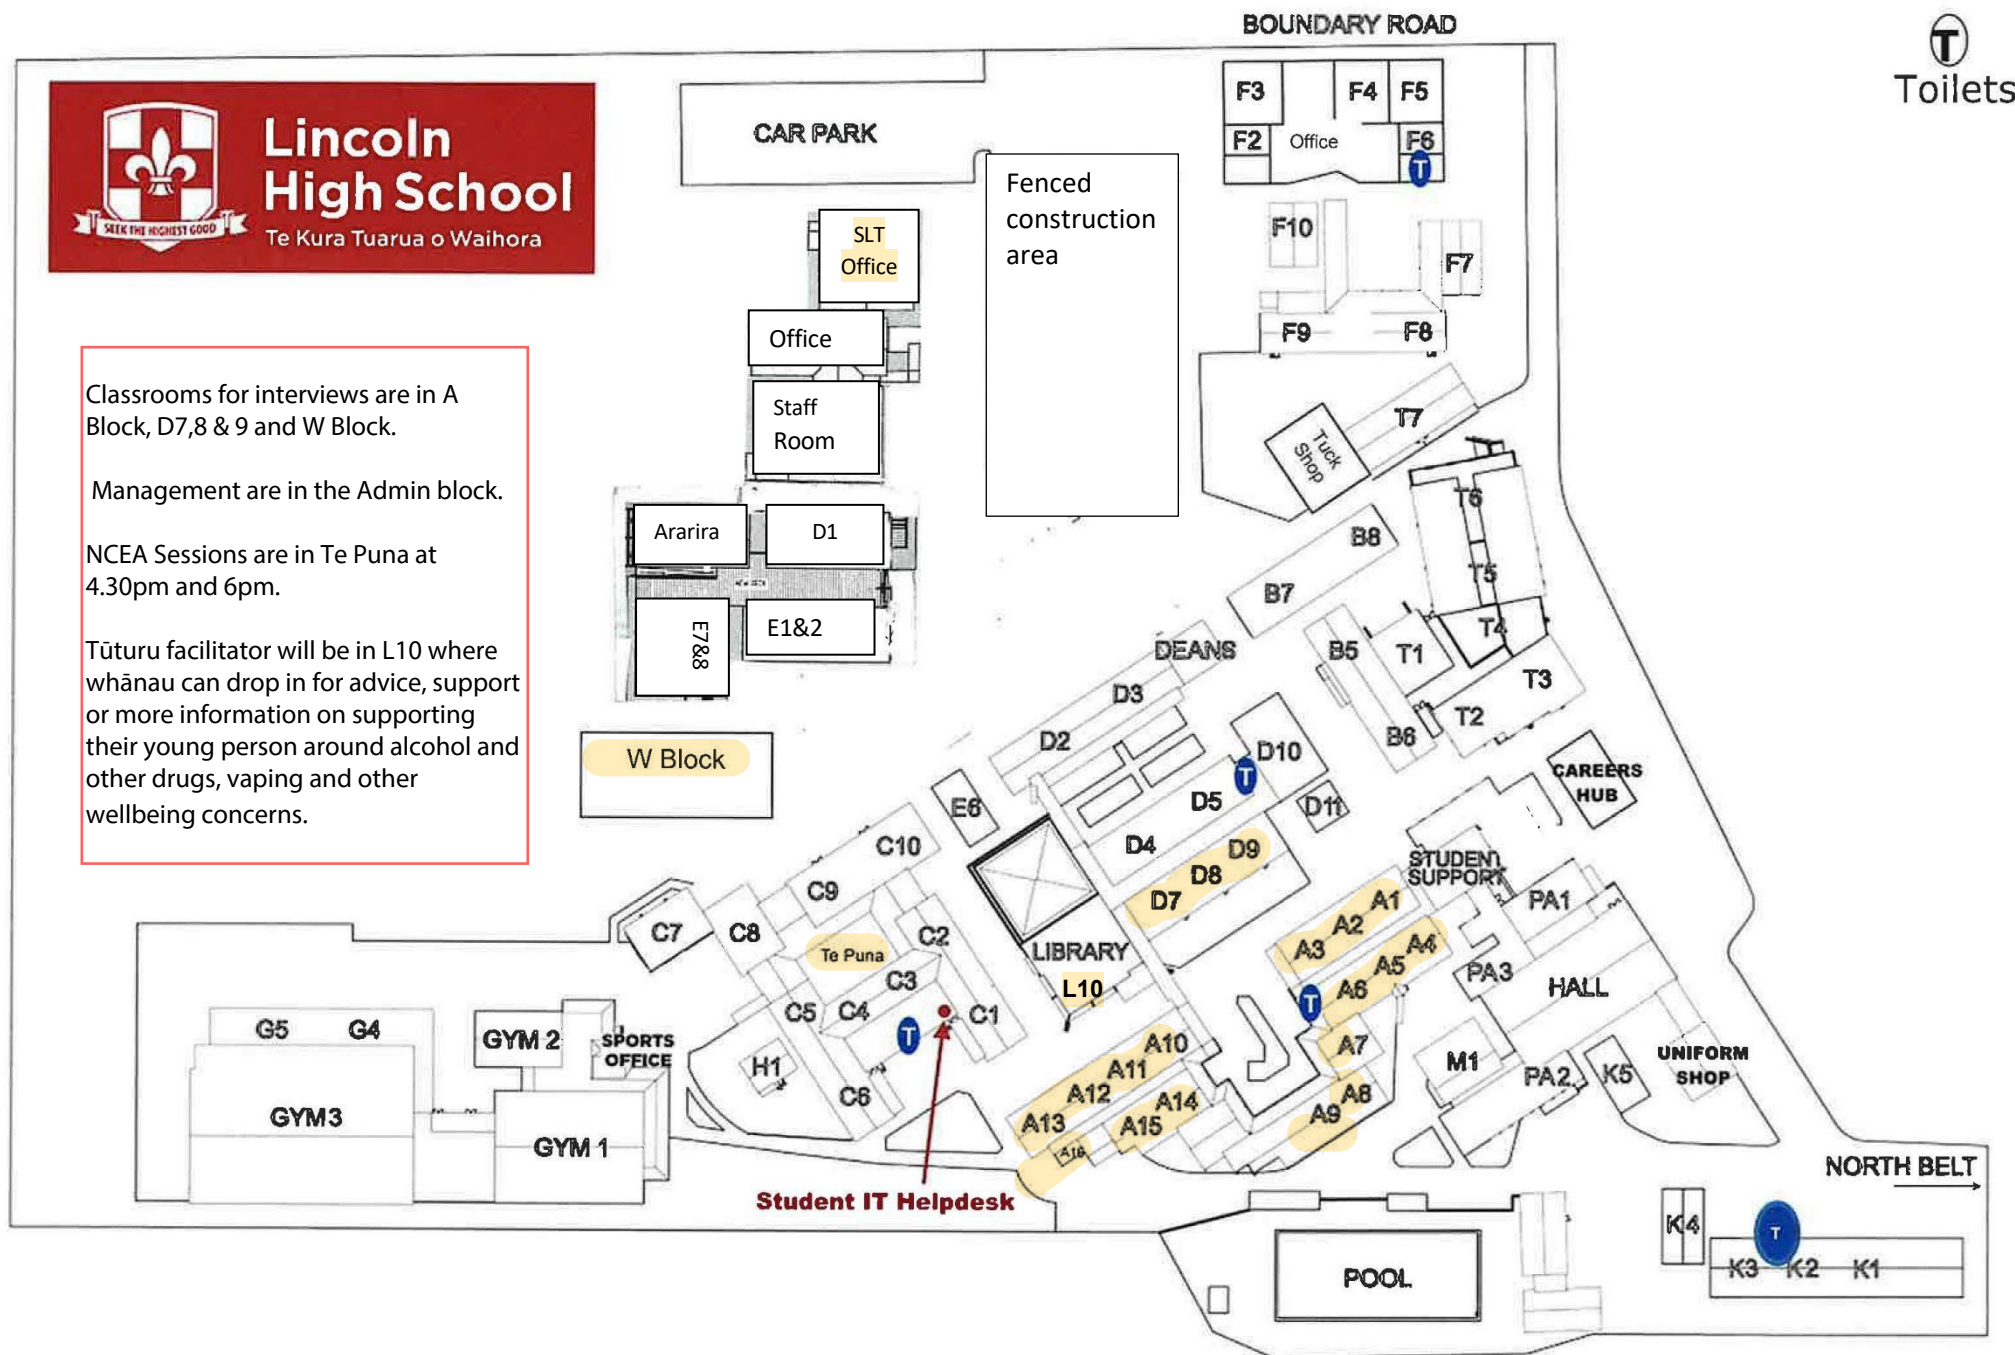 BOUNDARY ROAD
T
Toilets
Lincoln
High School
Te Kura Tuarua o Waihora
SEEK THE HIGHEST GOOD
CAR PARK
F3
F4
F5
F2
Office
F6
T
Fenced
construction
area
SLT
Office
F10
F7
Office
F9
F8
Classrooms for interviews are in A
Block, D7,8 & 9 and W Block.
Management are in the Admin block.
NCEA Sessions are in Te Puna at
4.30pm and 6pm.
Tūturu facilitator will be in L10 where
whānau can drop in for advice, support
or more information on supporting
their young person around alcohol and
other drugs, vaping and other
wellbeing concerns.
Staff
Room
T7
Tuck
Shop
T6
Ararira
D1
B8
T5
B7
E7&8
E1&2
T4
DEANS
B5
T1
D3
T3
T2
D2
B6
W Block
D10
T
CAREERS
HUB
E6
D5
D11
C10
D4
D9
STUDENT
SUPPORT
D8
C9
D7
A1
PA1
C7
C8
C2
A2
Te Puna
LIBRARY
A3
A4
C3
A5
PA3
L10
A6
HALL
C5
C4
C1
T
G5
G4
GYM 2
SPORTS
OFFICE
T
A10
A7
H1
A11
M1
UNIFORM
SHOP
PA2
K5
C6
A12
A14
A8
GYM3
A13
A15
A9
GYM 1
A16
NORTH BELT
Student IT Helpdesk
K4
T
POOL
K3
K2
K1